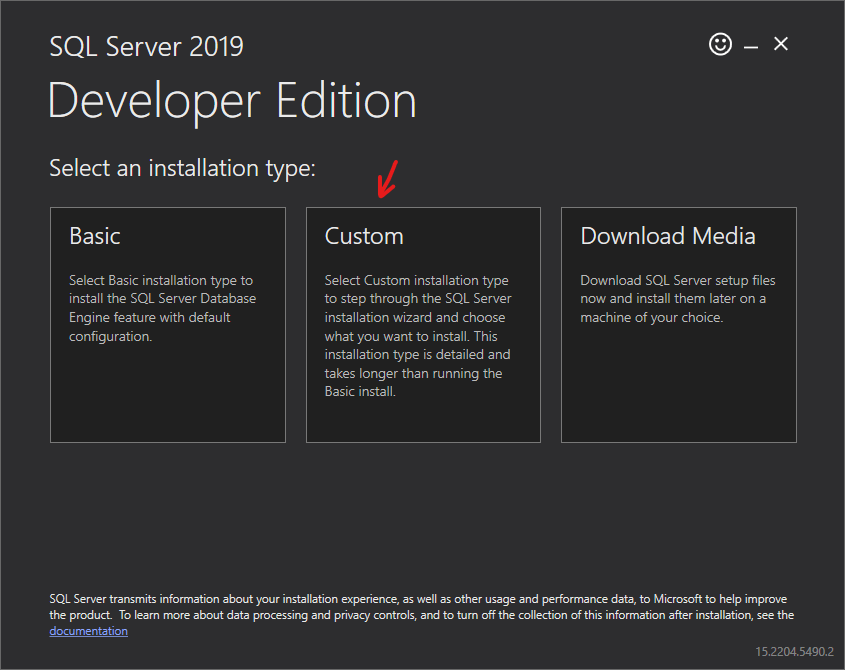 SQL Server 2019
Developer Edition
Select an installation type:
Basic
Select Basic installation type to
install the SQL Server Database
Engine feature with default
configuration.
Custom
Select Custom installation type
to step through the SQL Server
installation wizard and choose
what you want to install. This
installation type is detailed and
takes longer than running the
Basic install.
Download Media
Download SQL Server setup files
now and install them later on a
machine of your choice.
SQL Server transmits information about your installation experience, as well as other usage and performance data, to Microsoft to help improve
the product.  To learn more about data processing and privacy controls, and to turn off the collection of this information after installation, see the
documentation
15.2204.5490.2